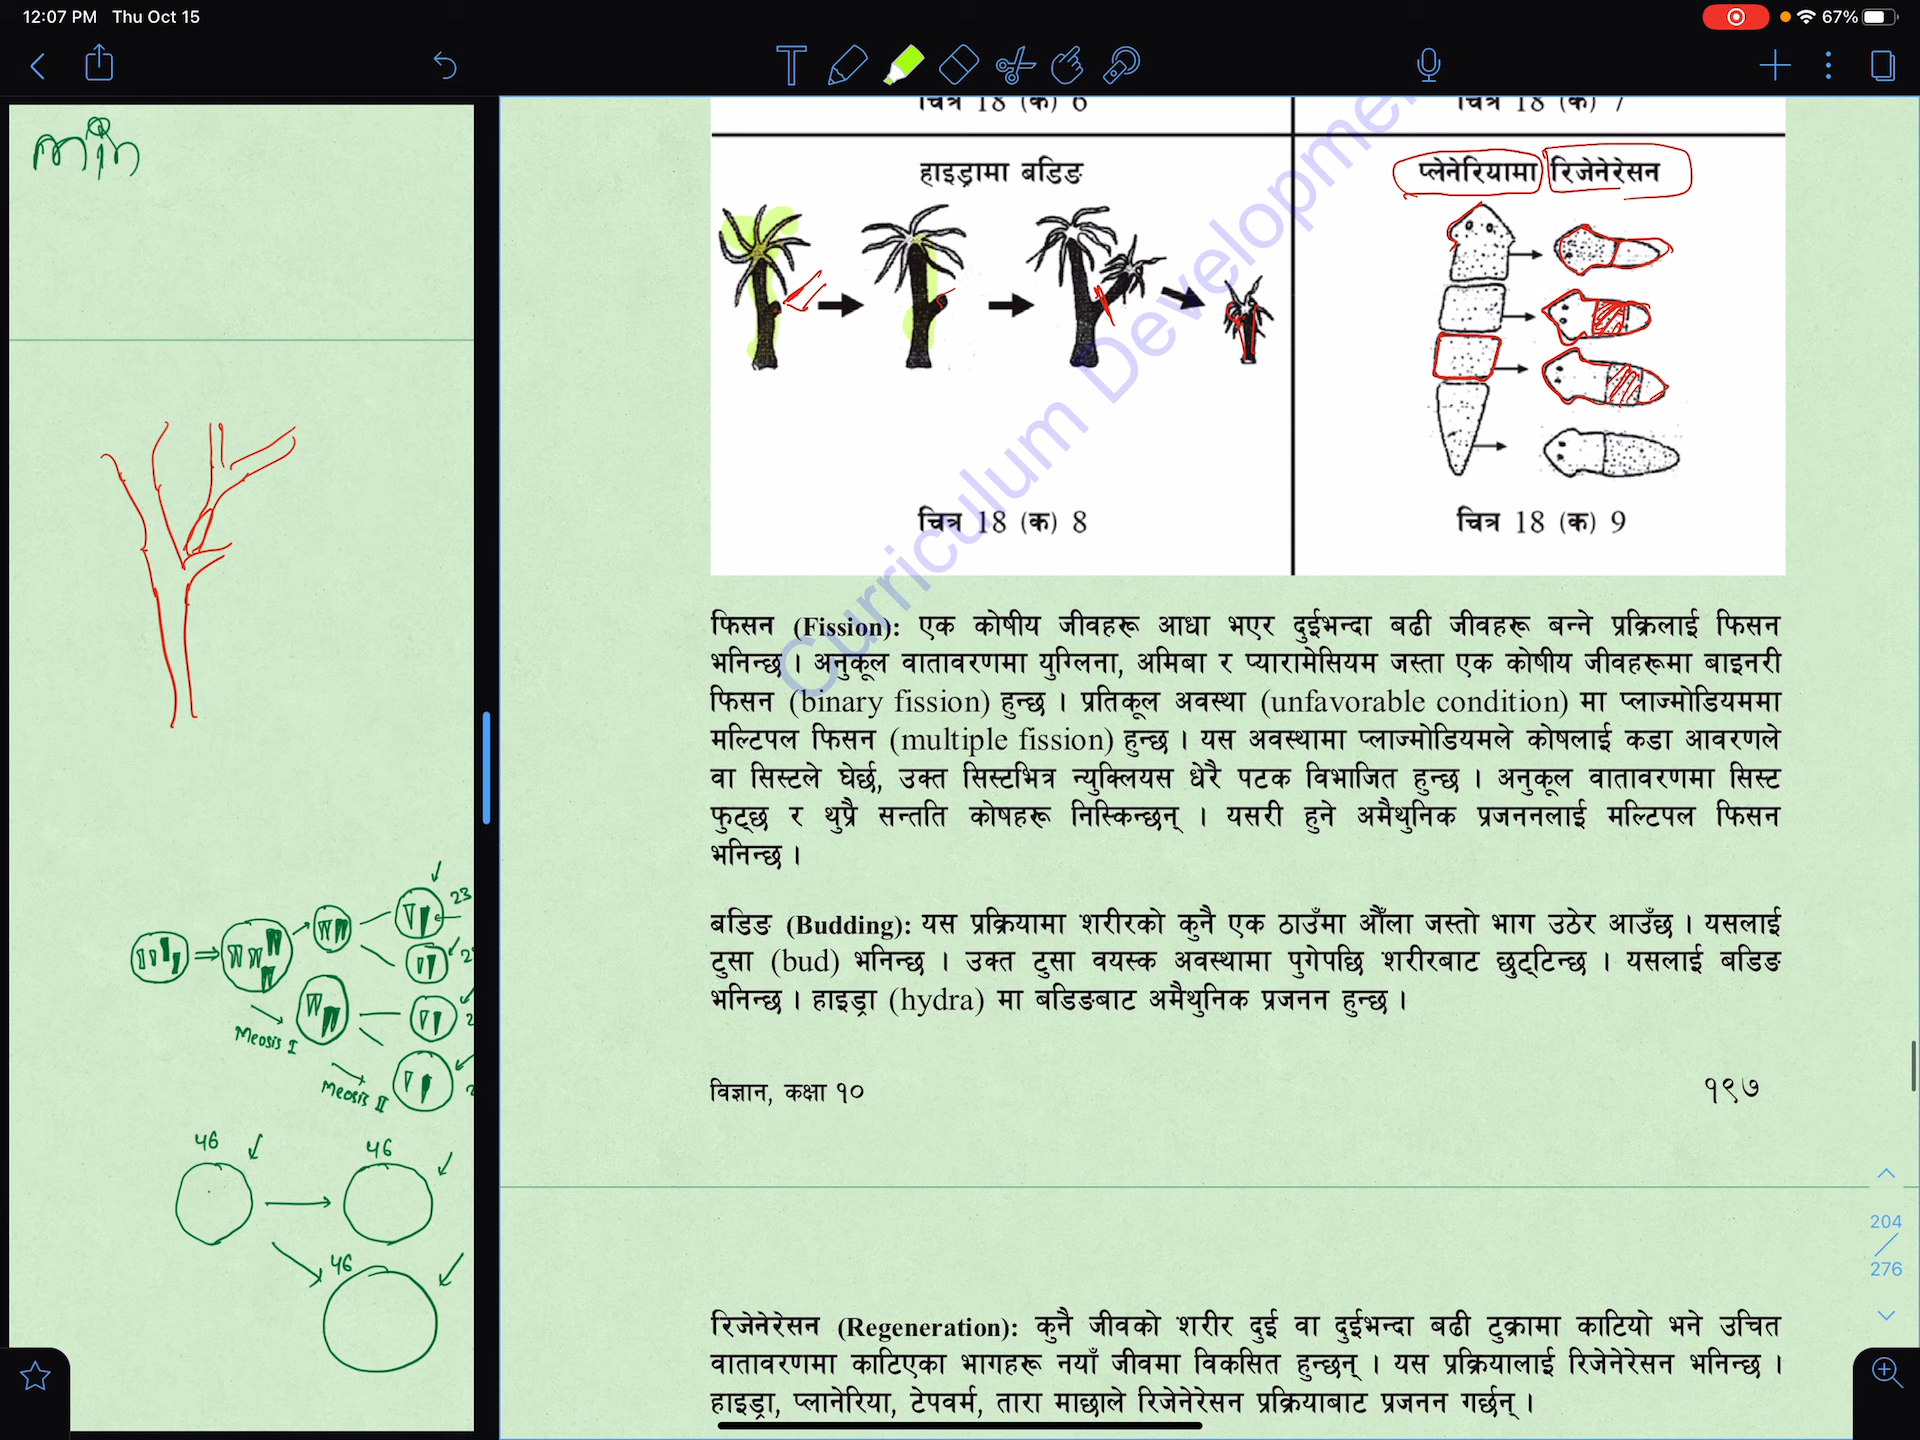 12:07 PM Thu Oct 15
67%
min
23
Meosis I
Meosis II
46
46
46
चित्र 18 (क) 6
चित्र 18 (क) 7
हाइड्रामा बडिङ
प्लेनेरियामा रिजेनेरेसन
चित्र 18 (क) 8
चित्र 18 (क) 9
Curriculum Development
फिसन (Fission): एक कोषीय जीवहरू आधा भएर दुईभन्दा बढी जीवहरू बन्ने प्रक्रिलाई फिसन
भनिन्छ । अनुकूल वातावरणमा युग्लिना, अमिबा र प्यारामेसियम जस्ता एक कोषीय जीवहरूमा बाइनरी
फिसन (binary fission) हुन्छ । प्रतिकूल अवस्था (unfavorable condition) मा प्लाज्मोडियममा
मल्टिपल फिसन (multiple fission) हुन्छ । यस अवस्थामा प्लाज्मोडियमले कोषलाई कडा आवरणले
वा सिस्टले घेर्छ, उक्त सिस्टभित्र न्युक्लियस धेरै पटक विभाजित हुन्छ । अनुकूल वातावरणमा सिस्ट
फुट्छ र थुप्रै सन्तति कोषहरू निस्किन्छन् । यसरी हुने अमैथुनिक प्रजननलाई मल्टिपल फिसन
भनिन्छ ।
बडिङ (Budding): यस प्रक्रियामा शरीरको कुनै एक ठाउँमा औँला जस्तो भाग उठेर आउँछ । यसलाई
टुसा (bud) भनिन्छ । उक्त टुसा वयस्क अवस्थामा पुगेपछि शरीरबाट छुट्टिन्छ । यसलाई बडिङ
भनिन्छ । हाइड्रा (hydra) मा बडिङबाट अमैथुनिक प्रजनन हुन्छ ।
विज्ञान, कक्षा १०
१९७
204
276
रिजेनेरेसन (Regeneration): कुनै जीवको शरीर दुई वा दुईभन्दा बढी टुक्रामा काटियो भने उचित
वातावरणमा काटिएका भागहरू नयाँ जीवमा विकसित हुन्छन् । यस प्रक्रियालाई रिजेनेरेसन भनिन्छ ।
हाइड्रा, प्लानेरिया, टेपवर्म, तारा माछाले रिजेनेरेसन प्रक्रियाबाट प्रजनन गर्छन् ।